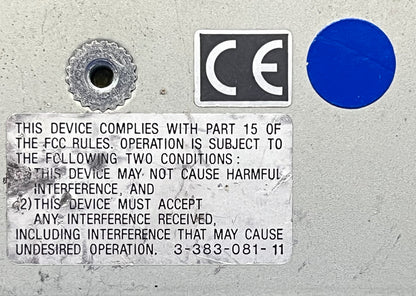 CE
THIS DEVICE COMPLIES WITH PART 15 OF
THE FCC RULES. OPERATION IS SUBJECT TO
THE FOLLOWING TWO CONDITIONS:
(1)THIS DEVICE MAY NOT CAUSE HARMFUL
INTERFERENCE, AND
(2)THIS DEVICE MUST ACCEPT
ANY INTERFERENCE RECEIVED,
INCLUDING INTERFERENCE THAT MAY CAUSE
UNDESIRED OPERATION. 3-383-081-11